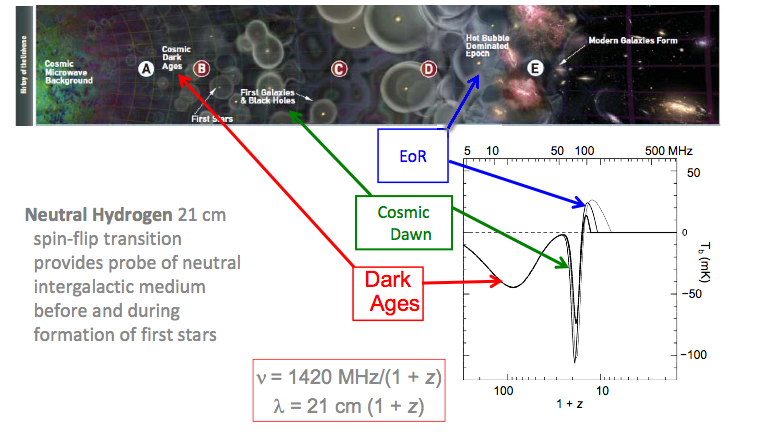 History of the Universe
Cosmic
Microwave
Background
A
Cosmic
Dark
Ages
B
First Stars
First Galaxies
& Black Holes
C
D
Hot Bubble
Dominated
Epoch
E
Modern Galaxies Form
EoR
Cosmic
Dawn
Dark
Ages
Neutral Hydrogen 21 cm
spin-flip transition
provides probe of neutral
intergalactic medium
before and during
formation of first stars
ν = 1420 MHz/(1 + z)
λ = 21 cm (1 + z)
5 10 50 100 500 MHz
50
0
−50
−100
T_b (mK)
100 10
1 + z